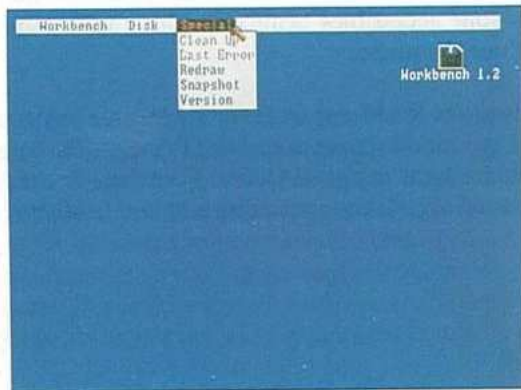 Workbench Disk Special
Clean Up
Last Error
Redraw
Snapshot
Version
Workbench 1.2